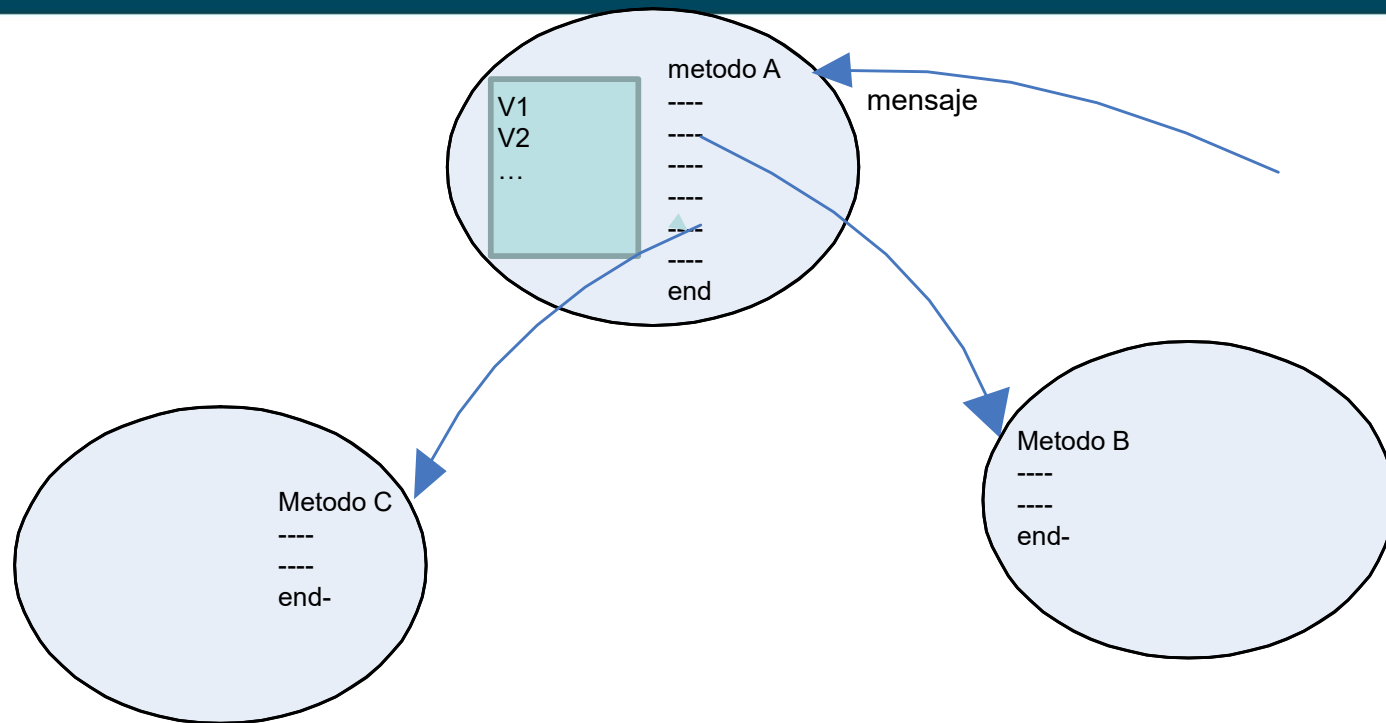 V1
V2
…
metodo A
----
----
----
----
----
----
end
mensaje
Metodo B
----
----
end-
Metodo C
----
----
end-